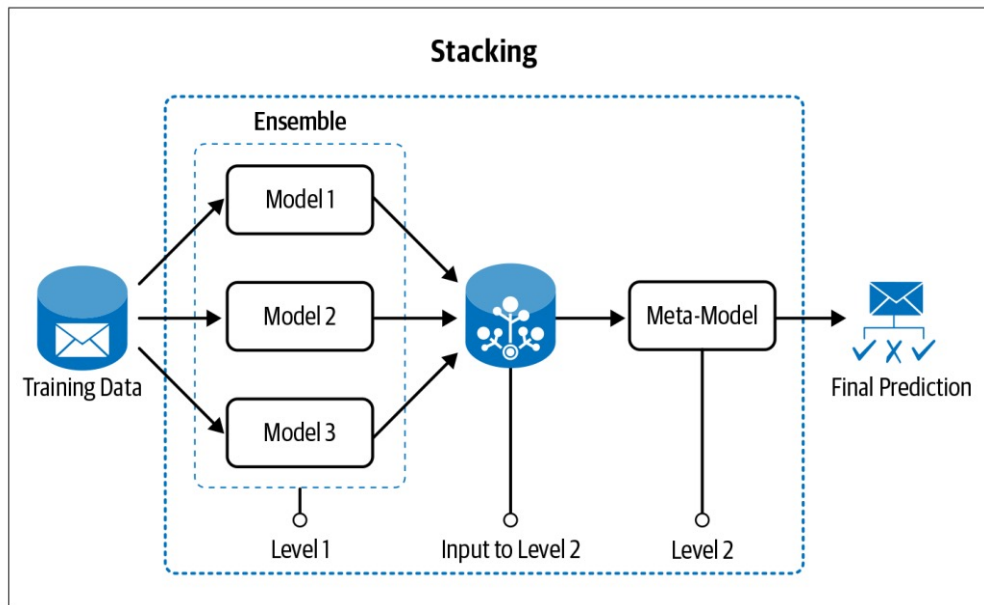 Stacking
Ensemble
Model 1
Model 2
Model 3
Training Data
Meta-Model
Final Prediction
Level 1
Input to Level 2
Level 2